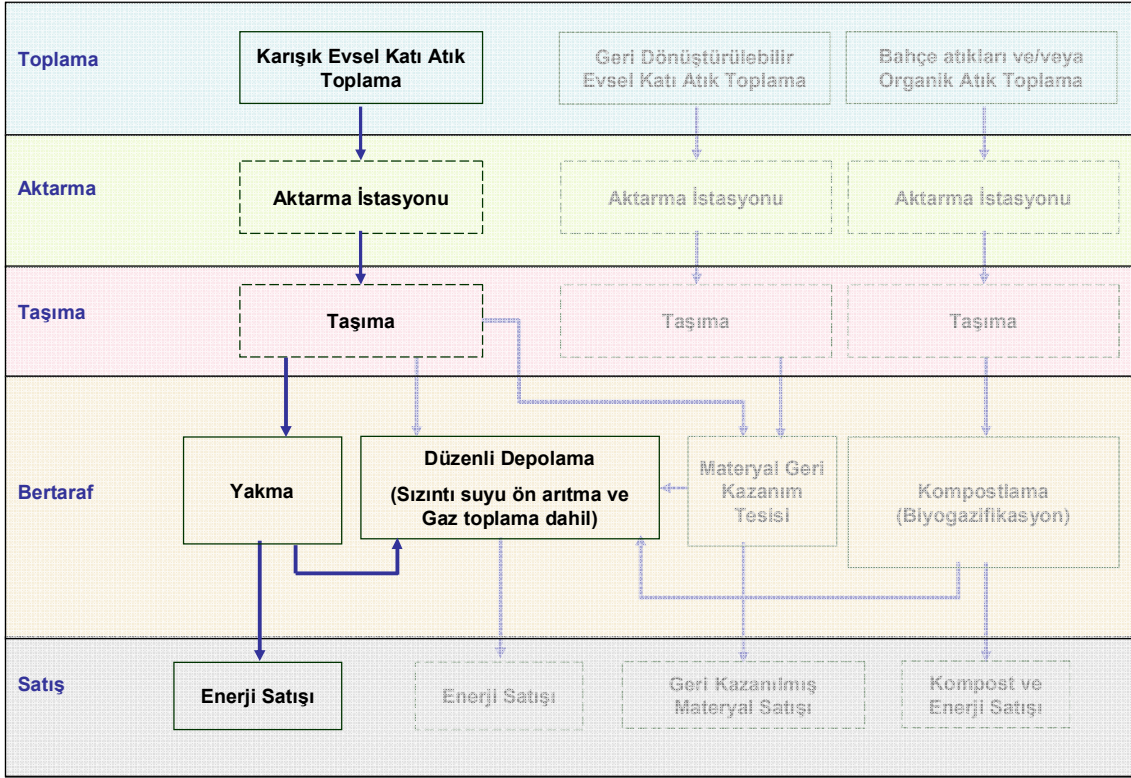 Toplama
Karışık Evsel Katı Atık
Toplama
Geri Dönüştürülebilir
Evsel Katı Atık Toplama
Bahçe atıkları ve/veya
Organik Atık Toplama
Aktarma
Aktarma İstasyonu
Aktarma İstasyonu
Aktarma İstasyonu
Taşıma
Taşıma
Taşıma
Taşıma
Bertaraf
Yakma
Düzenli Depolama
(Sızıntı suyu ön arıtma ve
Gaz toplama dahil)
Materyal Geri
Kazanım
Tesisi
Kompostlama
(Biyogazifikasyon)
Satış
Enerji Satışı
Enerji Satışı
Geri Kazanılmış
Materyal Satışı
Kompost ve
Enerji Satışı